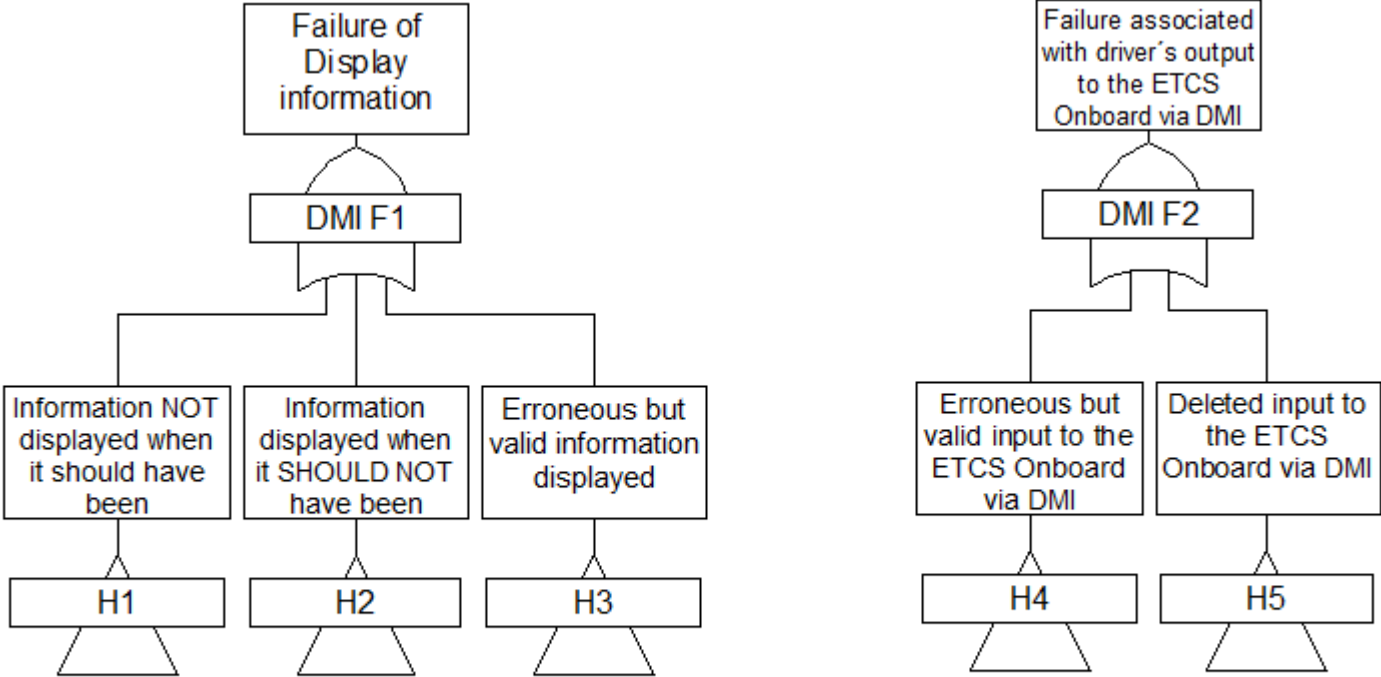 Failure of
Display
information
DMI F1
Information NOT
displayed when
it should have
been
Information
displayed when
it SHOULD NOT
have been
Erroneous but
valid information
displayed
H1
H2
H3
Failure associated
with driver´s output
to the ETCS
Onboard via DMI
DMI F2
Erroneous but
valid input to the
ETCS Onboard
via DMI
Deleted input to
the ETCS
Onboard via DMI
H4
H5